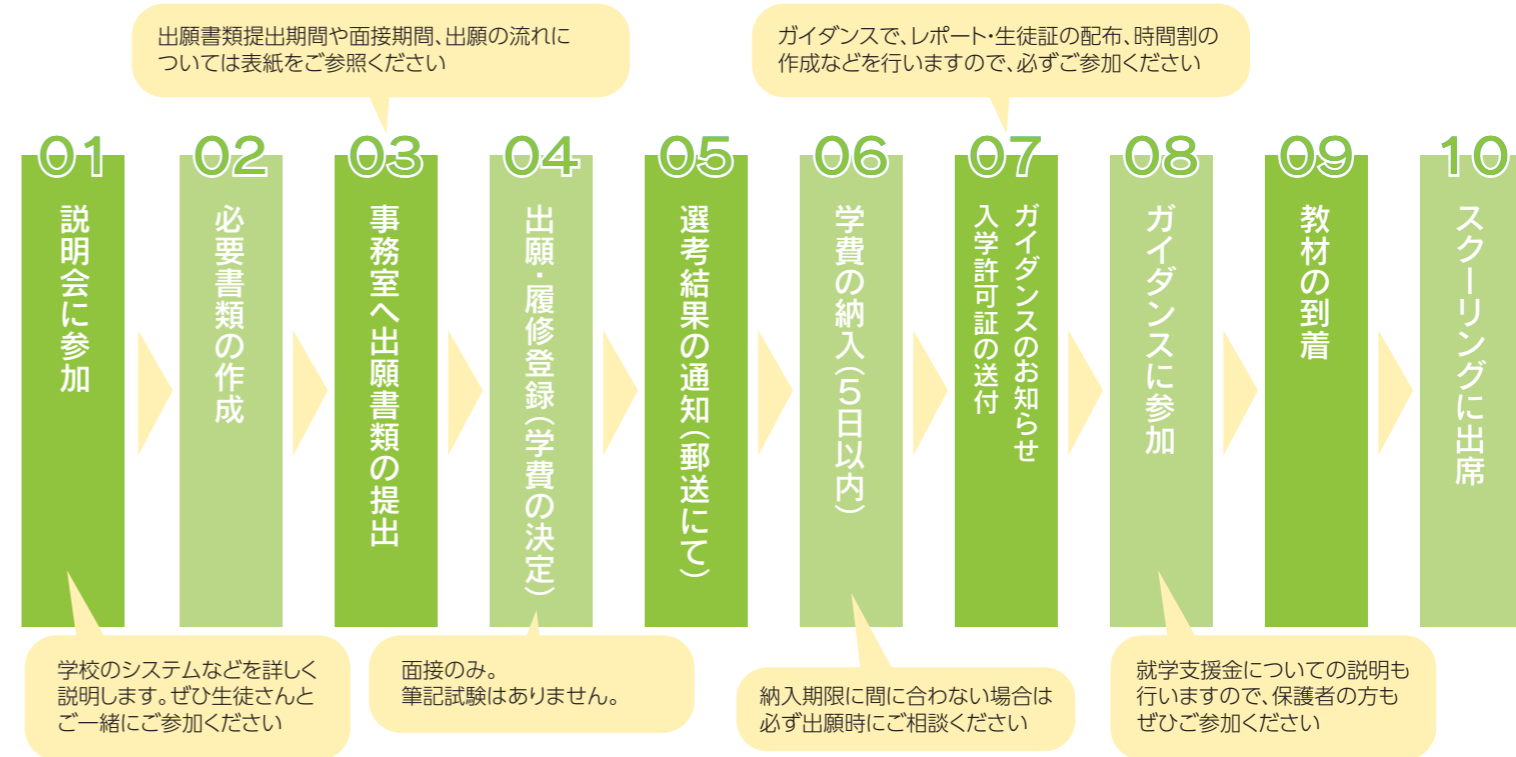 出願書類提出期間や面接期間、出願の流れに
ついては表紙をご参照ください
ガイダンスで、レポート・生徒証の配布、時間割の
作成などを行いますので、必ずご参加ください
01
説明会に参加
02
必要書類の作成
03
事務室へ出願書類の提出
04
出願・履修登録(学費の決定)
05
選考結果の通知(郵送にて)
06
学費の納入(5日以内)
07
ガイダンスのお知らせ
入学許可証の送付
08
ガイダンスに参加
09
教材の到着
10
スクーリングに出席
学校のシステムなどを詳しく
説明します。ぜひ生徒さんと
ご一緒にご参加ください
面接のみ。
筆記試験はありません。
納入期限に間に合わない場合は
必ず出願時にご相談ください
就学支援金についての説明も
行いますので、保護者の方も
ぜひご参加ください